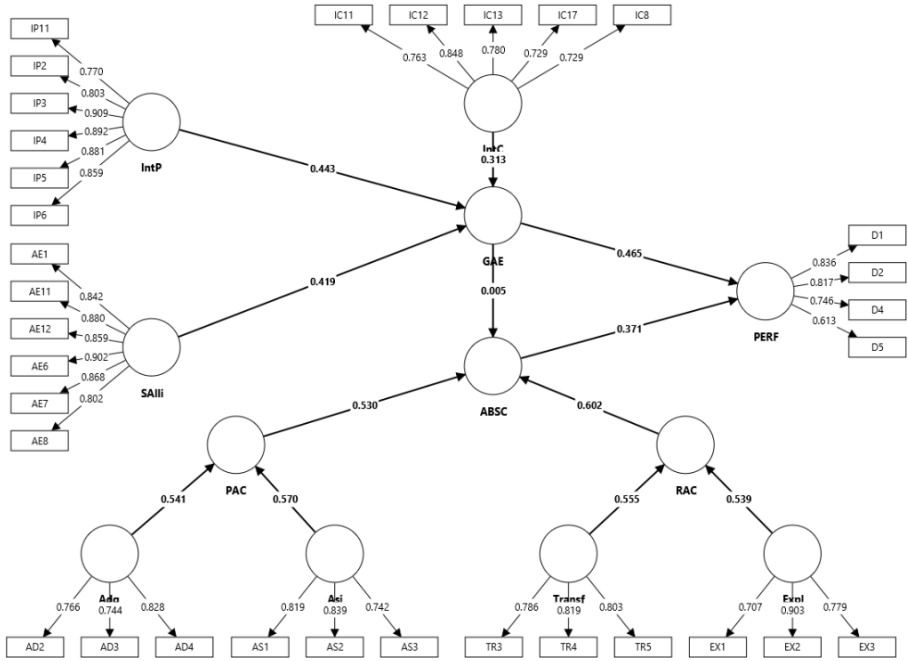 IC11 IC12 IC13 IC17 IC8
IP11
0.763 0.848 0.780 0.729 0.729
IP2
0.770
0.803
IP3
0.909
0.892
IP4
0.881
IP5
0.859
IntP
IntC
0.313
0.443
IP6
AE1
D1
GAE
0.465
0.836
AE11
D2
0.842
0.419
0.005
0.817
0.880
0.746
AE12
0.859
D4
0.902
0.613
AE6
0.868
0.371
PERF
D5
0.802
AE7
SAlli
ABSC
0.530
0.602
AE8
PAC
RAC
0.541 0.570 0.555 0.539
Adq Asi Transf Expl
0.766 0.744 0.828 0.819 0.839 0.742 0.786 0.819 0.803 0.707 0.903 0.779
AD2 AD3 AD4 AS1 AS2 AS3 TR3 TR4 TR5 EX1 EX2 EX3